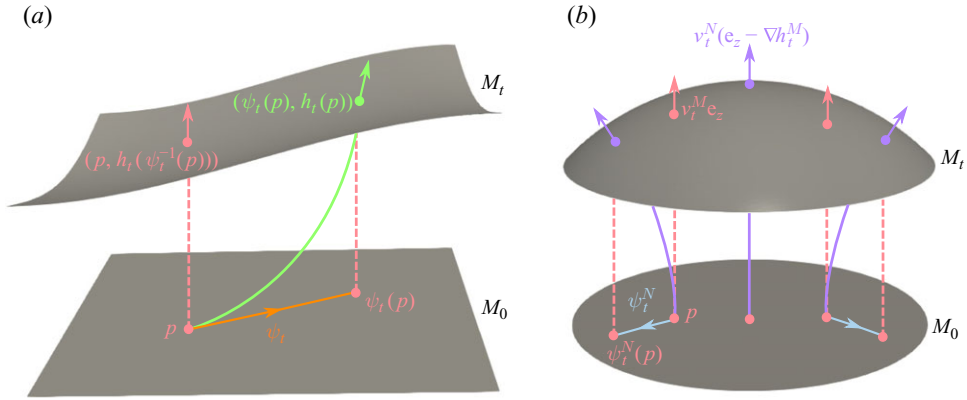 (a)
M_t
(ψ_t(p), h_t(p))
(p, h_t(ψ_t^{-1}(p)))
ψ_t(p)
M_0
p
ψ_t
(b)
v_t^N(e_z − ∇h_t^M)
v_t^M e_z
M_t
ψ_t^N
p
M_0
ψ_t^N(p)